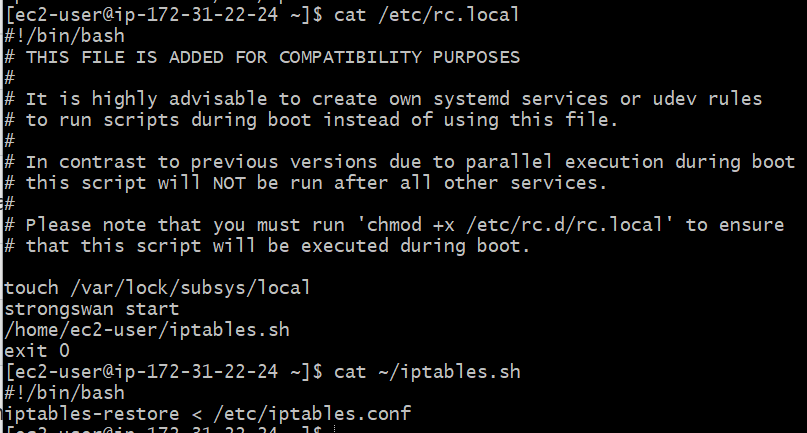 [ec2-user@ip-172-31-22-24 ~]$ cat /etc/rc.local
#!/bin/bash
# THIS FILE IS ADDED FOR COMPATIBILITY PURPOSES
#
# It is highly advisable to create own systemd services or udev rules
# to run scripts during boot instead of using this file.
#
# In contrast to previous versions due to parallel execution during boot
# this script will NOT be run after all other services.
#
# Please note that you must run 'chmod +x /etc/rc.d/rc.local' to ensure
# that this script will be executed during boot.

touch /var/lock/subsys/local
strongswan start
/home/ec2-user/iptables.sh
exit 0
[ec2-user@ip-172-31-22-24 ~]$ cat ~/iptables.sh
#!/bin/bash
iptables-restore < /etc/iptables.conf
[ec2-user@ip-172-31-22-24 ~]$